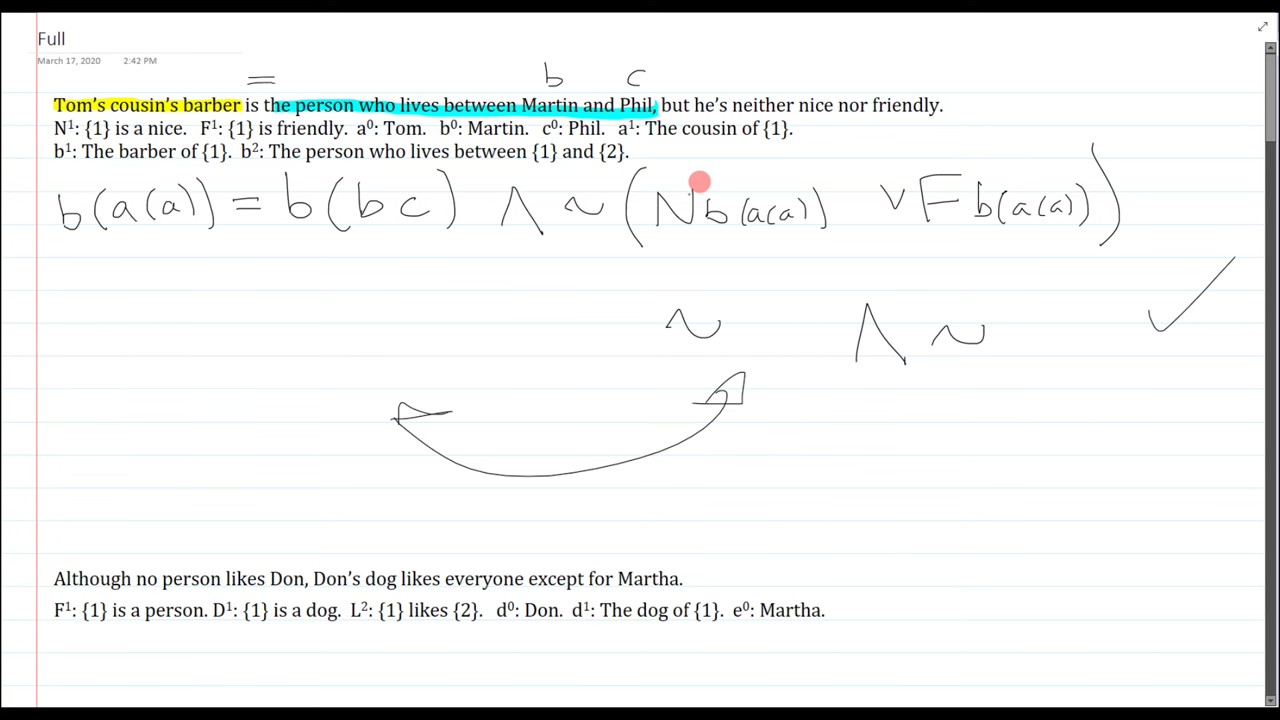 Full
March 17, 2020 2:42 PM
= b c
Tom's cousin's barber is the person who lives between Martin and Phil, but he's neither nice nor friendly.
N¹: {1} is a nice. F¹: {1} is friendly. a⁰: Tom. b⁰: Martin. c⁰: Phil. a¹: The cousin of {1}.
b¹: The barber of {1}. b²: The person who lives between {1} and {2}.
b(a(a)) = b(bc) ∧ ~(Nb(a(a)) ∨ Fb(a(a)))
~ ∧ ~
Although no person likes Don, Don's dog likes everyone except for Martha.
F¹: {1} is a person. D¹: {1} is a dog. L²: {1} likes {2}. d⁰: Don. d¹: The dog of {1}. e⁰: Martha.